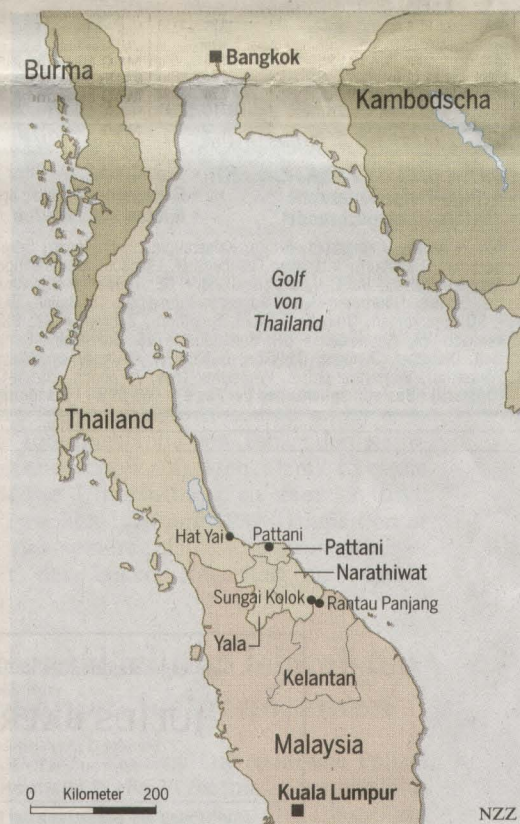 Bangkok
Burma
Kambodscha
Golf
von
Thailand
Thailand
Hat Yai
Pattani
Pattani
Narathiwat
Sungai Kolok
Rantau Panjang
Yala
Kelantan
Malaysia
0 Kilometer 200
Kuala Lumpur
NZZ